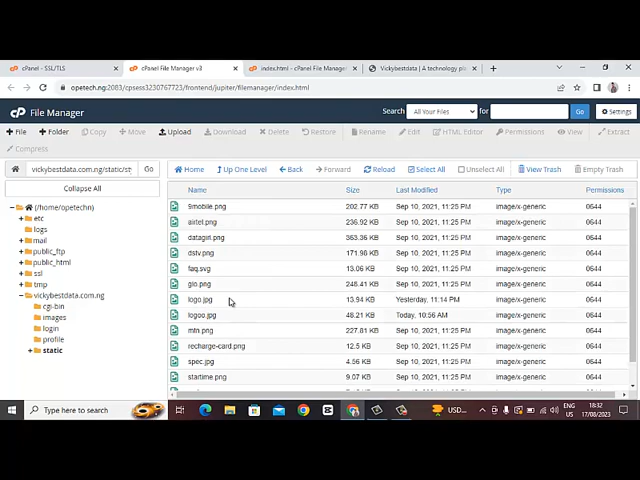 cPanel - SSL/TLS
cPanel File Manager v3
index.html - cPanel File Manager
Vickybestdata | A technology pl
opetech.ng:2083/cpsess3230767723/frontend/jupiter/filemanager/index.html
File Manager
Search All Your Files for Go Settings
File Folder Copy Move Upload Download Delete Restore Rename Edit HTML Editor Permissions View Extract
Compress
vickybestdata.com.ng/static/st Go
Home Up One Level Back Forward Reload Select All Unselect All View Trash Empty Trash
Collapse All
Name Size Last Modified Type Permissions
9mobile.png 202.77 KB Sep 10, 2021, 11:25 PM image/x-generic 0644
airtel.png 236.92 KB Sep 10, 2021, 11:25 PM image/x-generic 0644
datagirl.png 363.36 KB Sep 10, 2021, 11:25 PM image/x-generic 0644
dstv.png 171.98 KB Sep 10, 2021, 11:25 PM image/x-generic 0644
faq.svg 13.06 KB Sep 10, 2021, 11:25 PM image/x-generic 0644
glo.png 246.41 KB Sep 10, 2021, 11:25 PM image/x-generic 0644
logo.jpg 13.94 KB Yesterday, 11:14 PM image/x-generic 0644
logoo.jpg 48.21 KB Today, 10:56 AM image/x-generic 0644
mtn.png 227.81 KB Sep 10, 2021, 11:25 PM image/x-generic 0644
recharge-card.png 12.5 KB Sep 10, 2021, 11:25 PM image/x-generic 0644
spec.jpg 4.56 KB Sep 10, 2021, 11:25 PM image/x-generic 0644
startime.png 9.07 KB Sep 10, 2021, 11:25 PM image/x-generic 0644
(/home/opetechn)
etc
logs
mail
public_ftp
public_html
ssl
tmp
vickybestdata.com.ng
cgi-bin
images
login
profile
static
Type here to search
USD...
ENG
US
18:32
17/08/2023